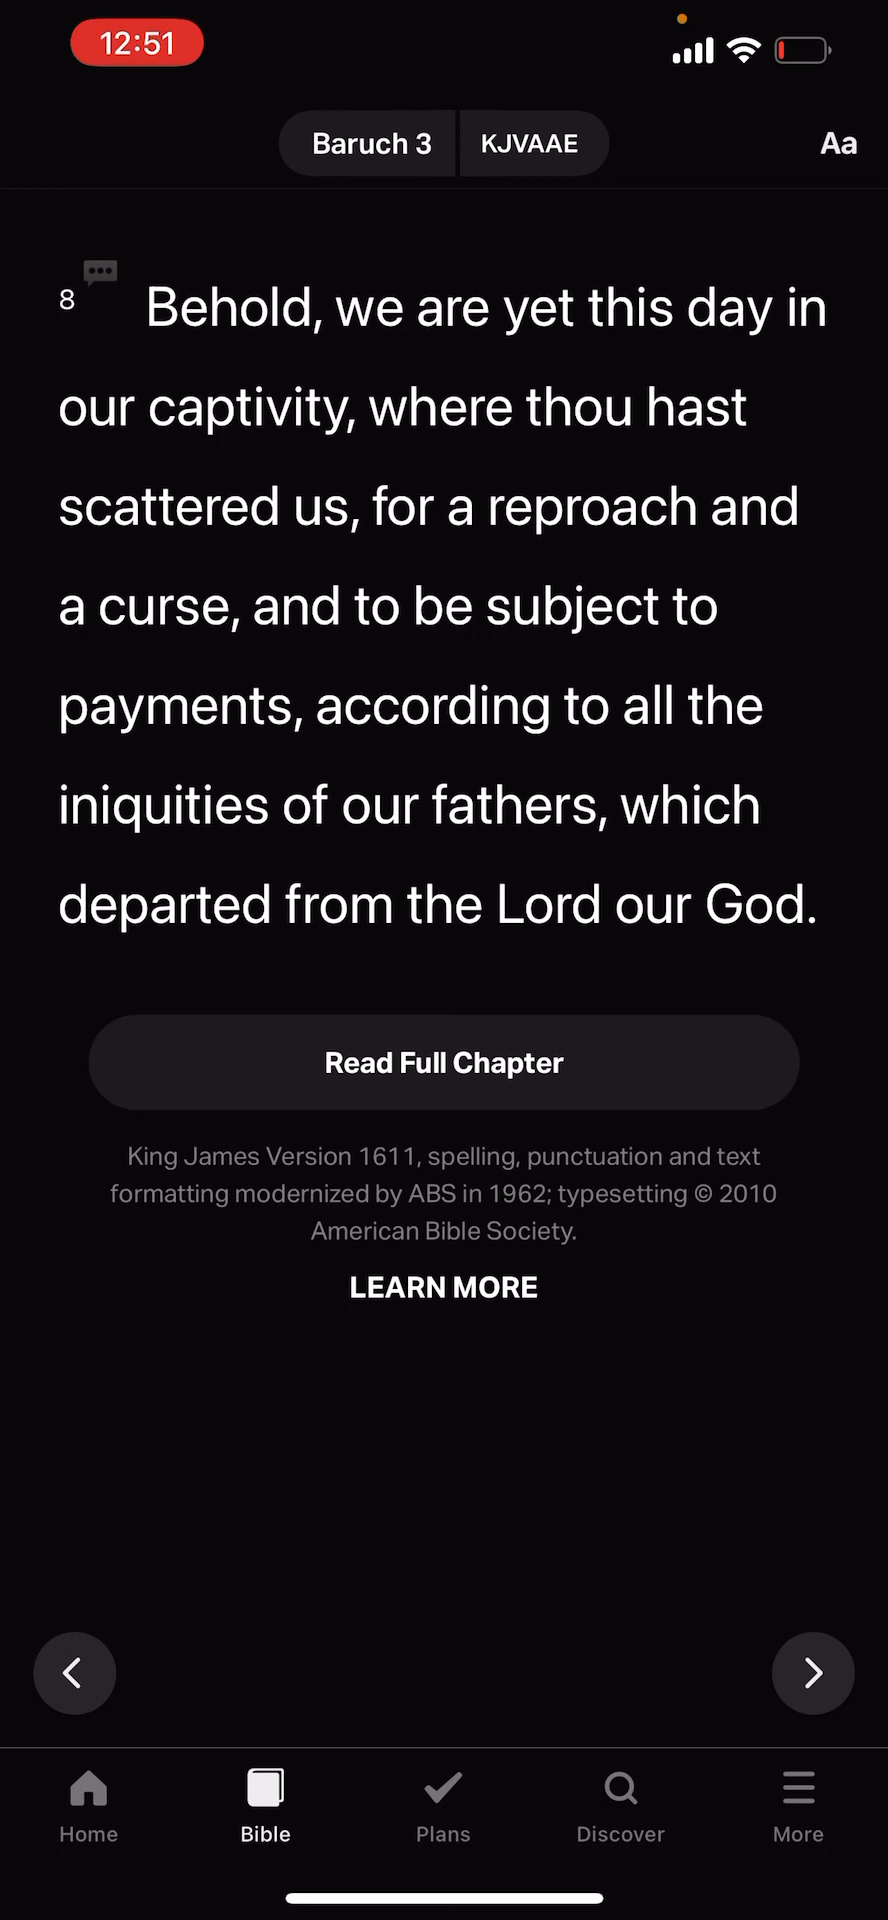 12:51
Baruch 3 KJVAAE Aa
8 Behold, we are yet this day in
our captivity, where thou hast
scattered us, for a reproach and
a curse, and to be subject to
payments, according to all the
iniquities of our fathers, which
departed from the Lord our God.
Read Full Chapter
King James Version 1611, spelling, punctuation and text
formatting modernized by ABS in 1962; typesetting © 2010
American Bible Society.
LEARN MORE
Home Bible Plans Discover More